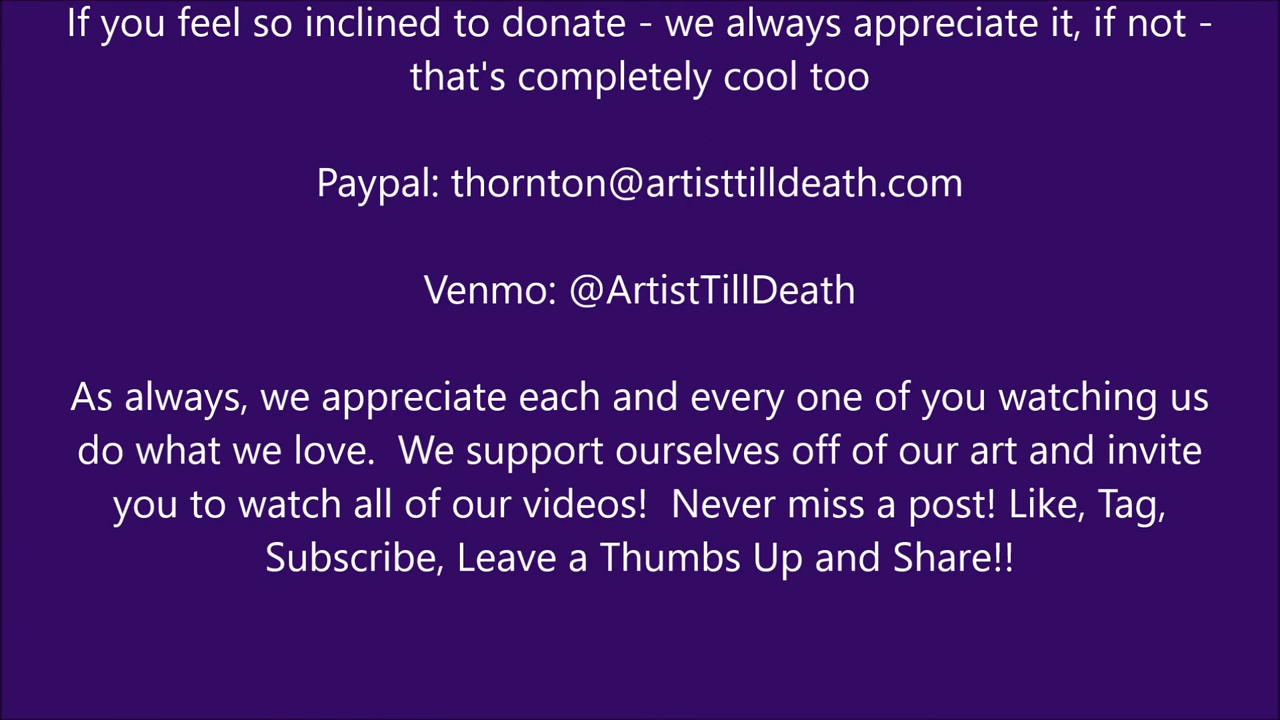 If you feel so inclined to donate - we always appreciate it, if not -
that's completely cool too
Paypal: thornton@artisttilldeath.com
Venmo: @ArtistTillDeath
As always, we appreciate each and every one of you watching us
do what we love.  We support ourselves off of our art and invite
you to watch all of our videos!  Never miss a post! Like, Tag,
Subscribe, Leave a Thumbs Up and Share!!